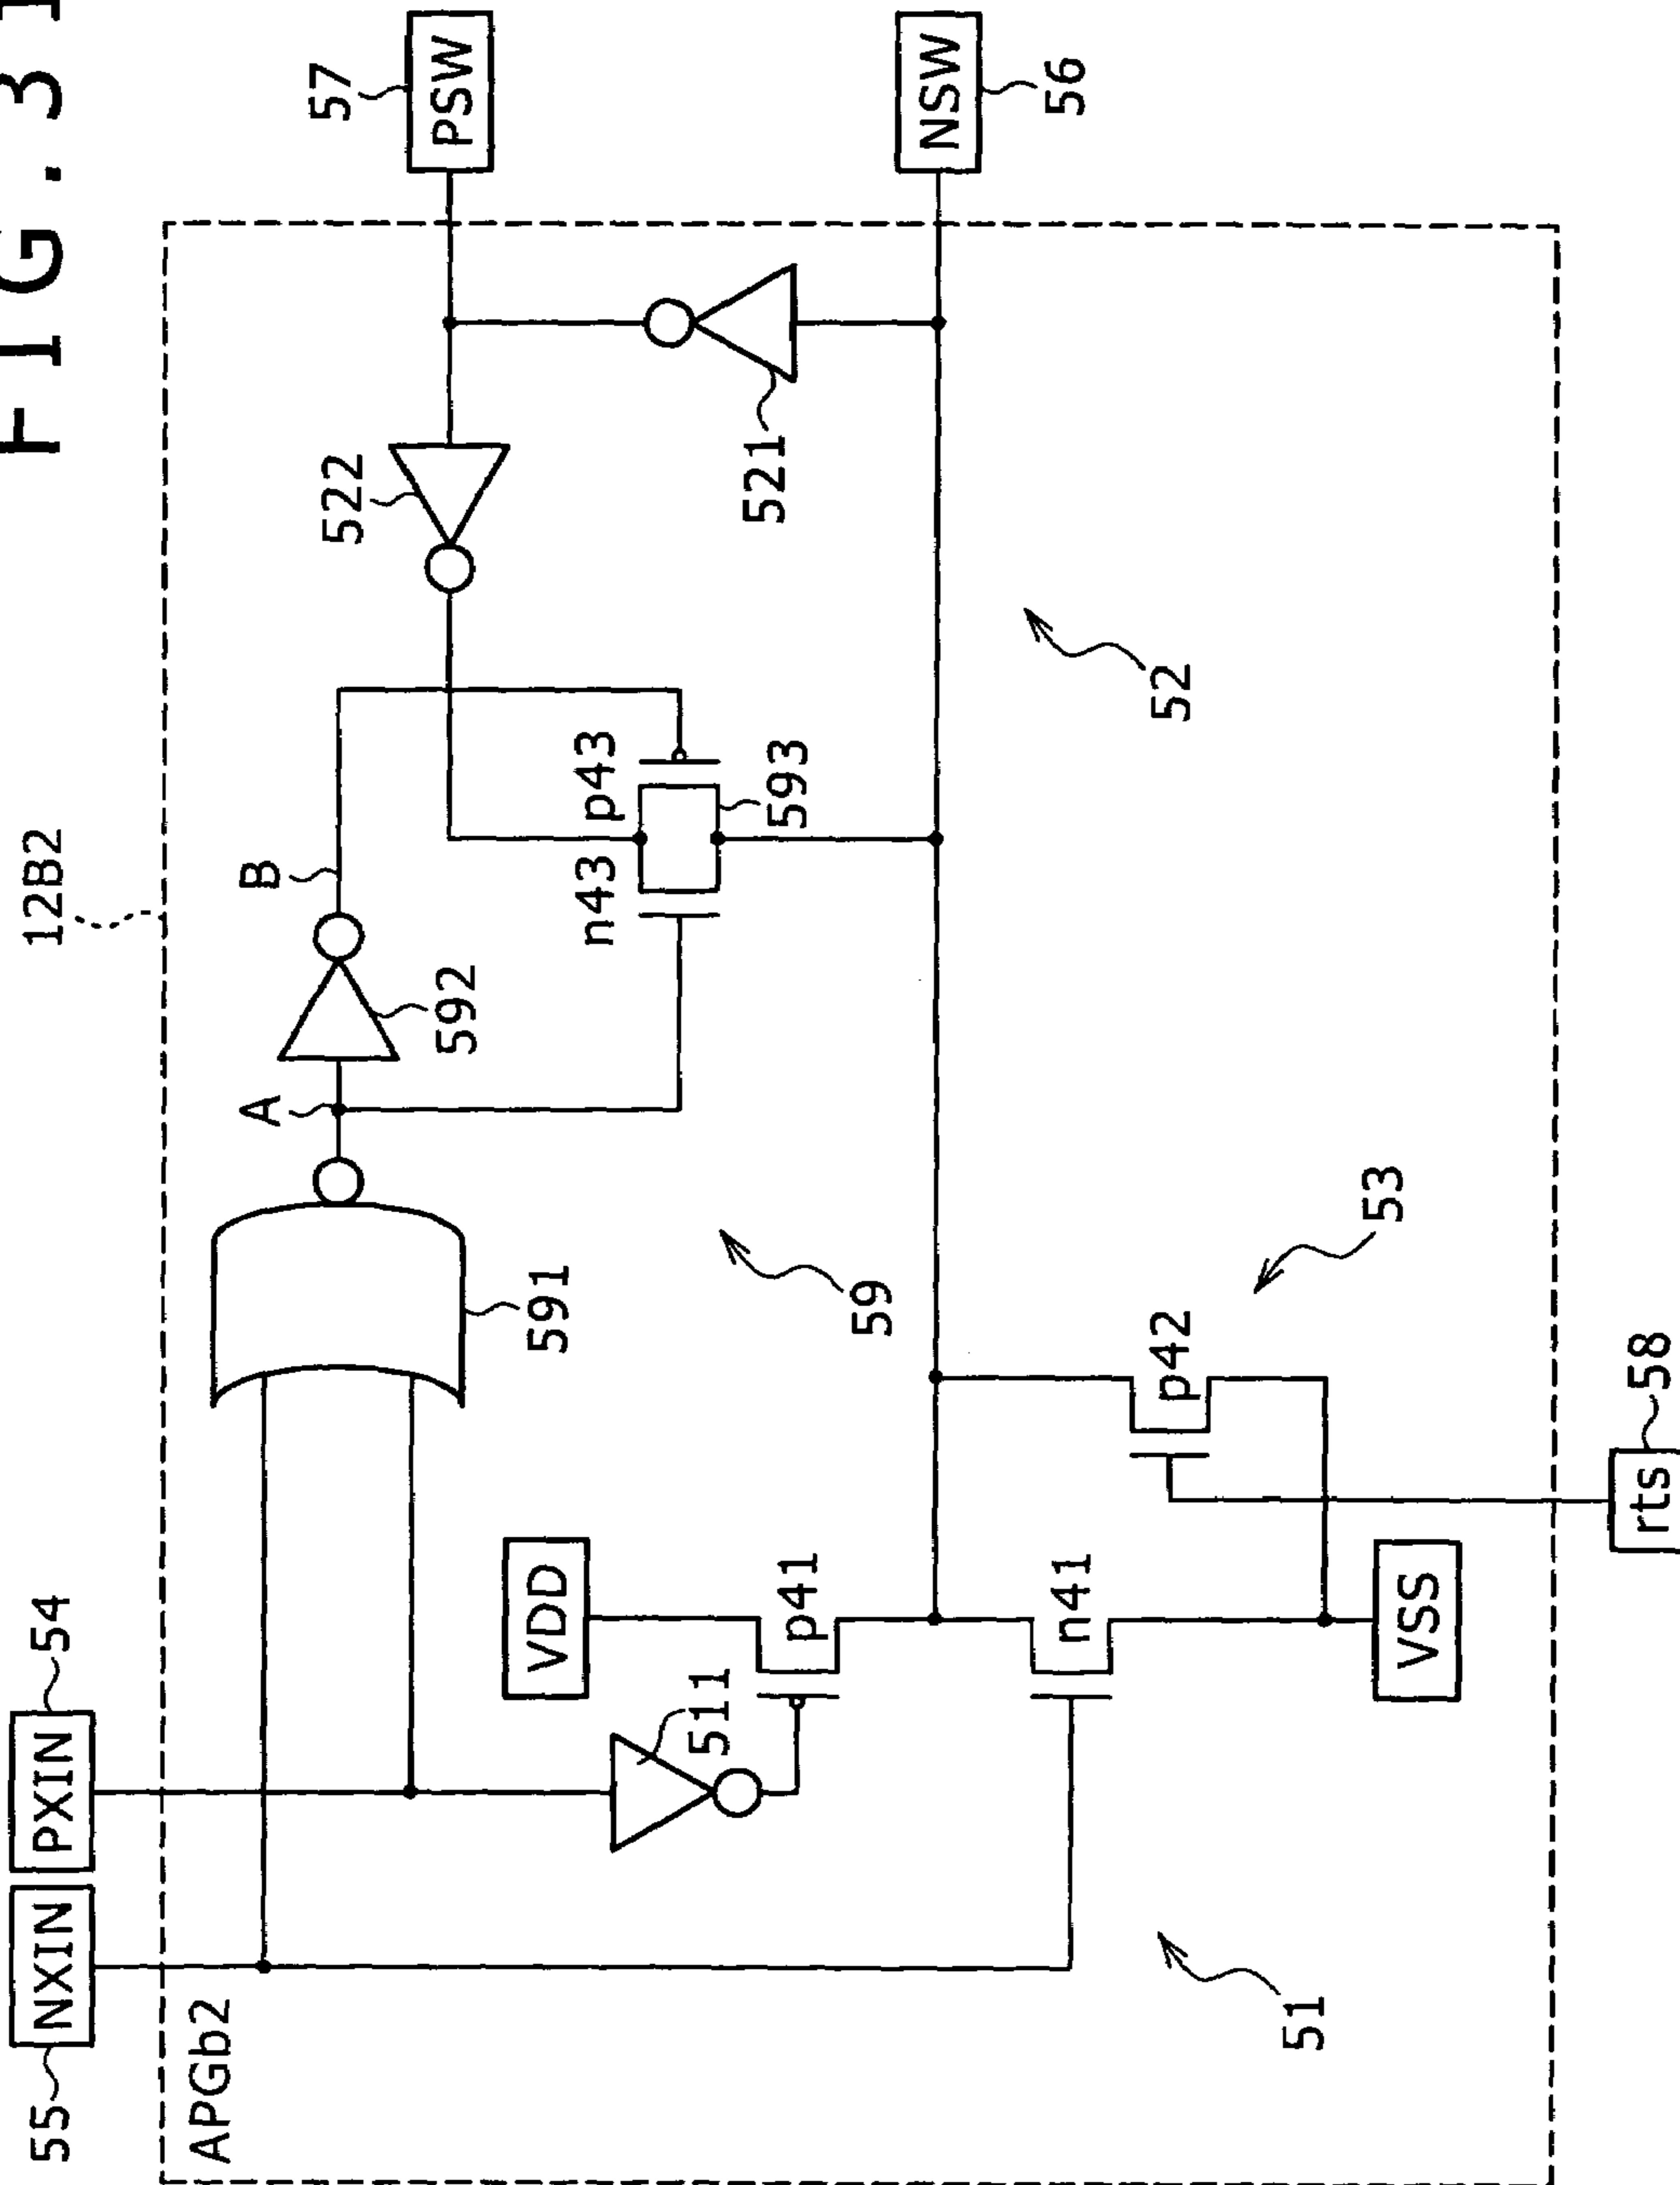 FIG.31
12B2
APGb2
55
NXIN
PXIN
54
57
PSW
NSW
56
522
521
52
A
B
592
591
n43
p43
593
59
VDD
511
p41
n41
VSS
51
p42
53
rts
58